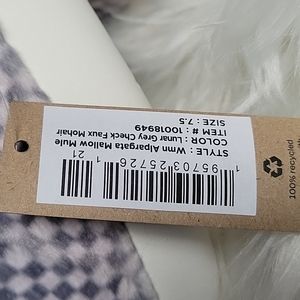 STYLE : Wmn Alpargata Mallow Mule
COLOR : Lunar Grey Check Faux Mohair
ITEM # : 10018949
SIZE : 7.5
1 95703 25726 1
21
100% recycled